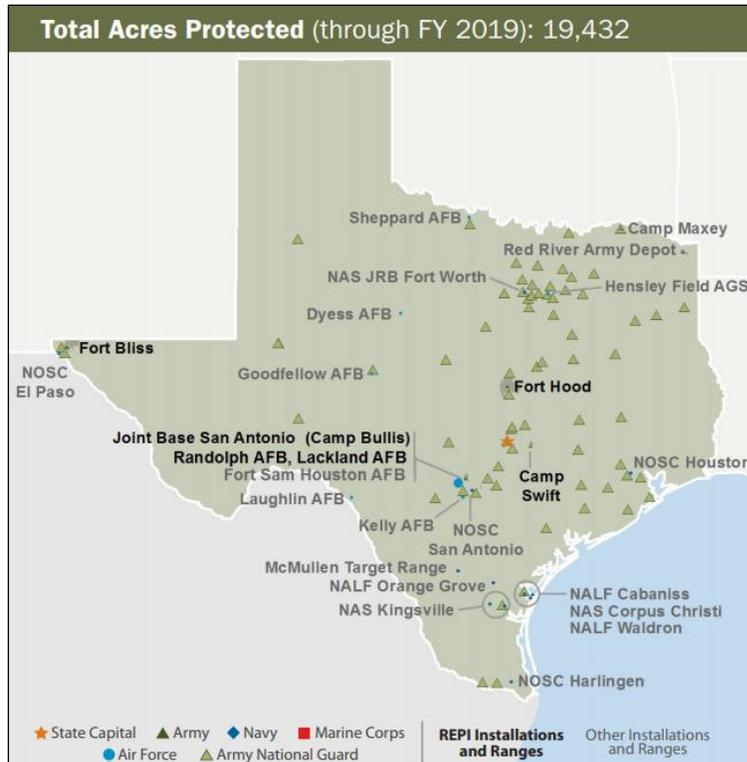 Total Acres Protected (through FY 2019): 19,432
Sheppard AFB
Camp Maxey
Red River Army Depot
NAS JRB Fort Worth
Hensley Field AGS
Dyess AFB
Fort Bliss
NOSC
El Paso
Goodfellow AFB
Fort Hood
Joint Base San Antonio (Camp Bullis)
Randolph AFB, Lackland AFB
Fort Sam Houston AFB
Camp
Swift
NOSC Houston
Laughlin AFB
Kelly AFB
NOSC
San Antonio
McMullen Target Range
NALF Orange Grove
NAS Kingsville
NALF Cabaniss
NAS Corpus Christi
NALF Waldron
NOSC Harlingen
State Capital
Army
Navy
Marine Corps
Air Force
Army National Guard
REPI Installations
and Ranges
Other Installations
and Ranges